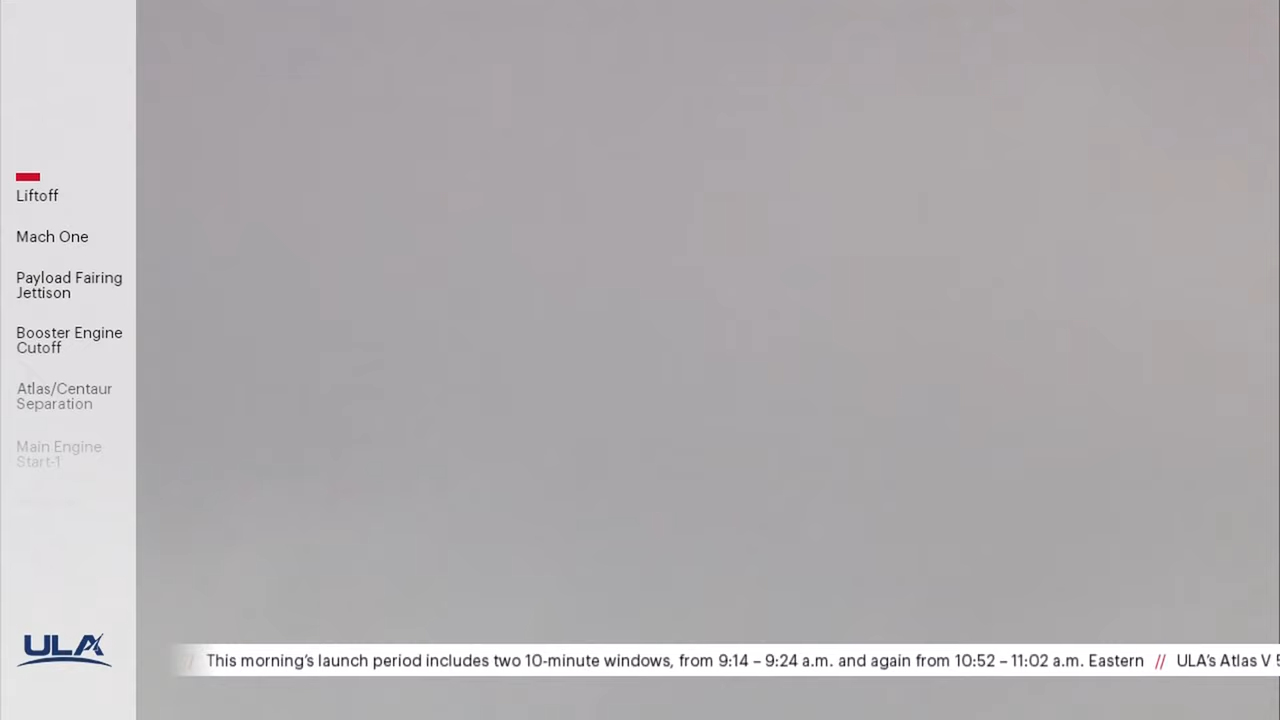 Liftoff
Mach One
Payload Fairing
Jettison
Booster Engine
Cutoff
Atlas/Centaur
Separation
Main Engine
Start-1
ULA
// This morning's launch period includes two 10-minute windows, from 9:14 – 9:24 a.m. and again from 10:52 – 11:02 a.m. Eastern // ULA's Atlas V